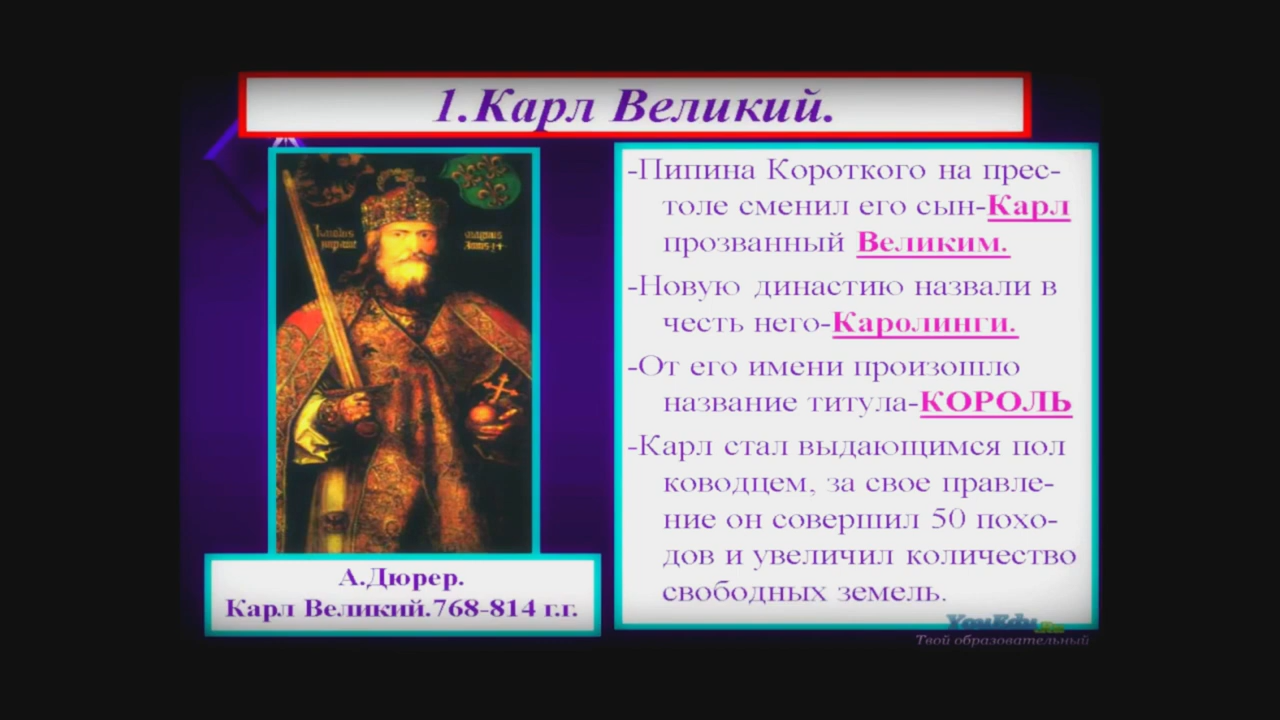 1.Карл Великий.
-Пипина Короткого на прес-
толе сменил его сын-Карл
прозванный Великим.
-Новую династию назвали в
честь него-Каролинги.
-От его имени произошло
название титула-КОРОЛЬ
-Карл стал выдающимся пол
ководцем, за свое правле-
ние он совершил 50 похо-
дов и увеличил количество
свободных земель.
А.Дюрер.
Карл Великий.768-814 г.г.
Твой образовательный